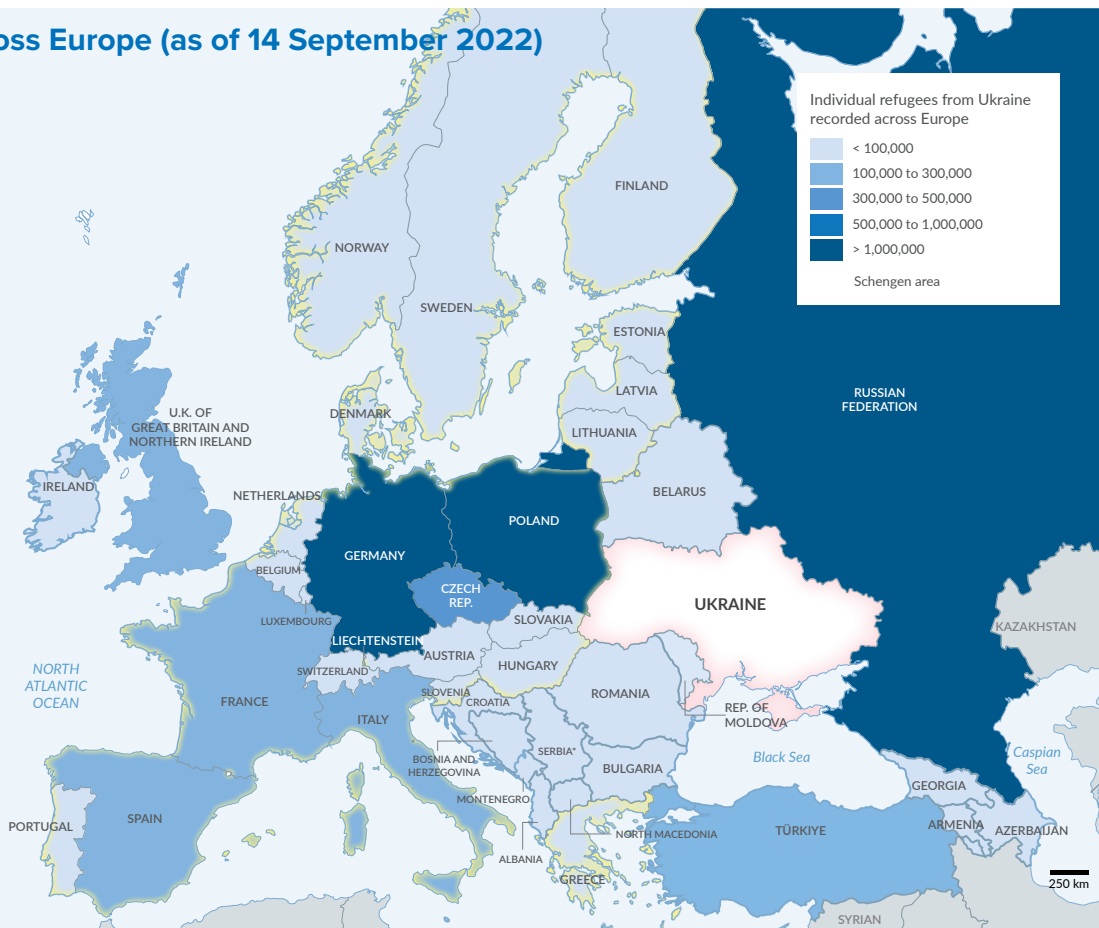 oss Europe (as of 14 September 2022)
Individual refugees from Ukraine
recorded across Europe
< 100,000
100,000 to 300,000
300,000 to 500,000
500,000 to 1,000,000
> 1,000,000
Schengen area
FINLAND
NORWAY
SWEDEN
ESTONIA
LATVIA
RUSSIAN
FEDERATION
DENMARK
U.K. OF
GREAT BRITAIN AND
NORTHERN IRELAND
LITHUANIA
IRELAND
NETHERLANDS
BELARUS
POLAND
GERMANY
BELGIUM
CZECH
REP.
UKRAINE
LUXEMBOURG
SLOVAKIA
KAZAKHSTAN
LIECHTENSTEIN
AUSTRIA
HUNGARY
SWITZERLAND
NORTH
ATLANTIC
OCEAN
FRANCE
SLOVENIA
CROATIA
ROMANIA
ITALY
REP. OF
MOLDOVA
BOSNIA AND
HERZEGOVINA
SERBIA*
BULGARIA
Black Sea
Caspian
Sea
GEORGIA
MONTENEGRO
PORTUGAL
SPAIN
NORTH MACEDONIA
TÜRKIYE
ARMENIA
AZERBAIJAN
ALBANIA
GREECE
250 km
SYRIAN